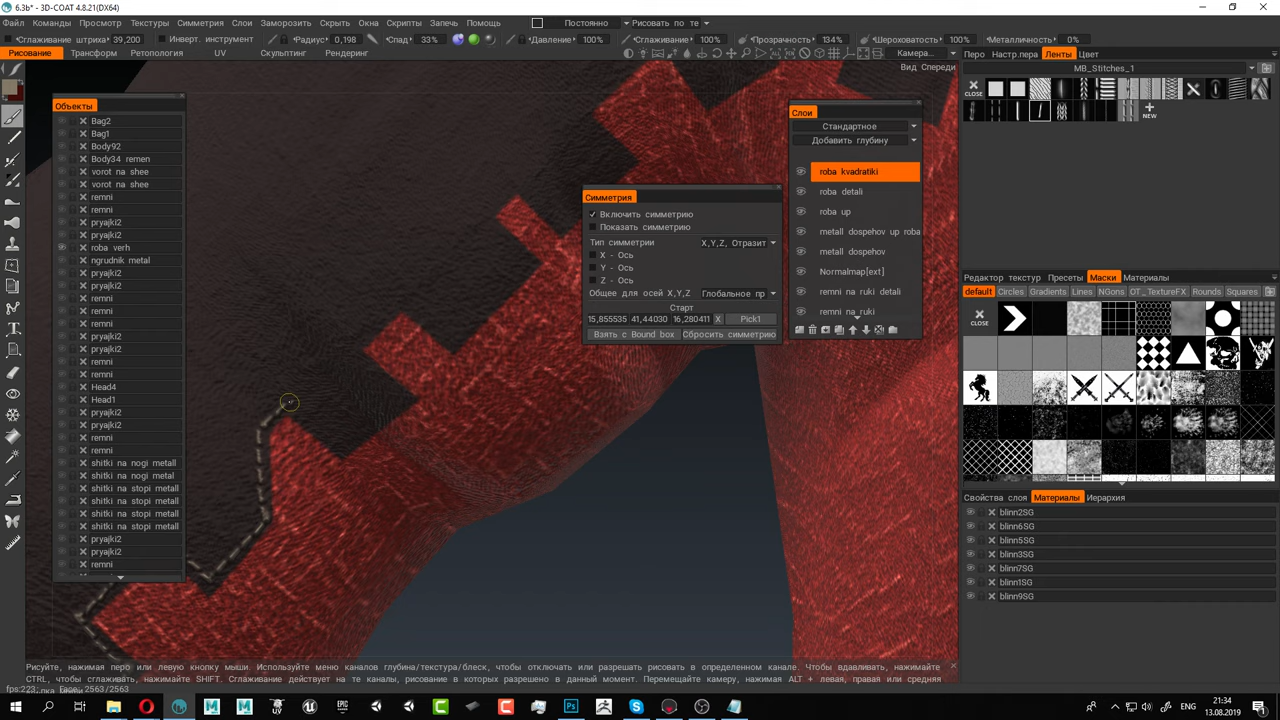 6.3b* - 3D-COAT 4.8.21(DX64)
Файл Команды Просмотр Текстуры Симметрия Слои Заморозить Скрыть Окна Скрипты Запечь Помощь Постоянно Рисовать по те
Сглаживание штриха 39,200 Инверт.инструмент Радиус 0,198 Спад 33% Давление 100% Сглаживание 100% Прозрачность 134% Шероховатость 100% Металличность 0%
Рисование Трансформ Ретопология UV Скульптинг Рендеринг Камера...
Вид Спереди
Перо Настр.пера Ленты Цвет
MB_Stitches_1
CLOSE
NEW
Объекты
Bag2
Bag1
Body92
Body34 remen
vorot na shee
vorot na shee
remni
remni
pryajki2
pryajki2
roba verh
ngrudnik metal
pryajki2
pryajki2
remni
remni
remni
pryajki2
pryajki2
remni
remni
Head4
Head1
pryajki2
pryajki2
remni
remni
shitki na nogi metall
shitki na nogi metal
shitki na stopi metall
shitki na stopi metall
shitki na stopi metall
pryajki2
pryajki2
remni
Симметрия
Включить симметрию
Показать симметрию
Тип симметрии X,Y,Z, Отразит
X - Ось
Y - Ось
Z - Ось
Общее для осей X,Y,Z Глобальное пр
Старт
15,855535 41,44030 16,280411 X Pick1
Взять с Bound box Сбросить симметрию
Слои
Стандартное
Добавить глубину
roba kvadratiki
roba detali
roba up
metall dospehov up roba
metall dospehov
Normalmap[ext]
remni na ruki detali
remni na ruki
Редактор текстур Пресеты Маски Материалы
default Circles Gradients Lines NGons OT_TextureFX Rounds Squares
CLOSE
Свойства слоя Материалы Иерархия
blinn2SG
blinn6SG
blinn5SG
blinn3SG
blinn7SG
blinn1SG
blinn9SG
Рисуйте, нажимая перо или левую кнопку мыши. Используйте меню каналов глубина/текстура/блеск, чтобы отключить или разрешать рисовать в определенном канале. Чтобы вдавливать, нажимайте
CTRL, чтобы сглаживать, нажимайте SHIFT. Сглаживание действует на те каналы, рисование в которых разрешено в данный момент. Перемещайте камеру, нажимая ALT + левая, правая или средняя
fps:223
2563/2563
ENG
21:34
13.08.2019